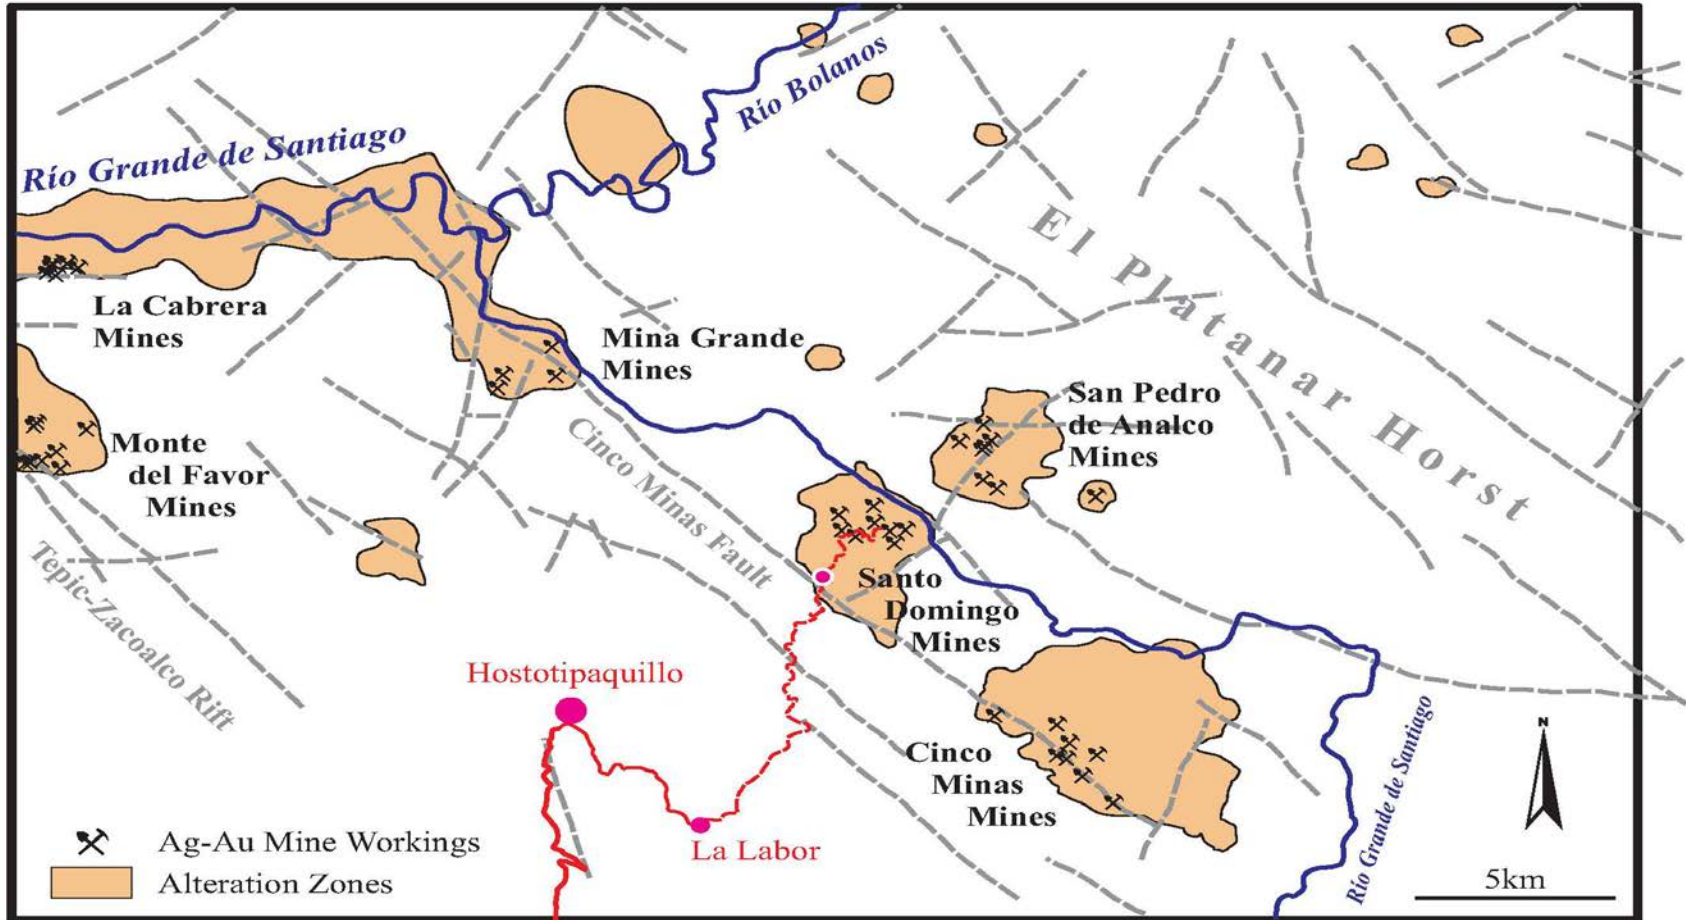 Río Grande de Santiago
Río Bolanos
El Platanar Horst
La Cabrera
Mines
Mina Grande
Mines
San Pedro
de Analco
Mines
Monte
del Favor
Mines
Cinco Minas Fault
Tepic-Zacoalco Rift
Santo
Domingo
Mines
Hostotipaquillo
La Labor
Cinco
Minas
Mines
Río Grande de Santiago
N
5km
Ag-Au Mine Workings
Alteration Zones